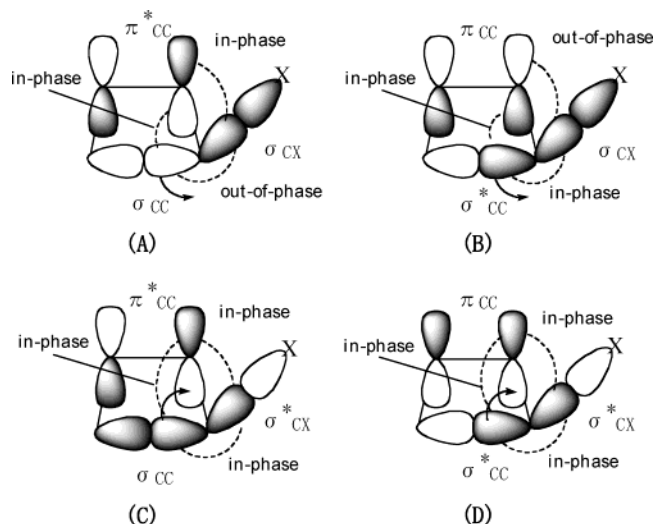 π*CC
in-phase
in-phase
X
σCC
σCX
out-of-phase
(A)
πCC
out-of-phase
in-phase
X
σ*CC
σCX
in-phase
(B)
π*CC
in-phase
in-phase
X
σCC
σ*CX
in-phase
(C)
πCC
in-phase
in-phase
X
σ*CC
σ*CX
in-phase
(D)